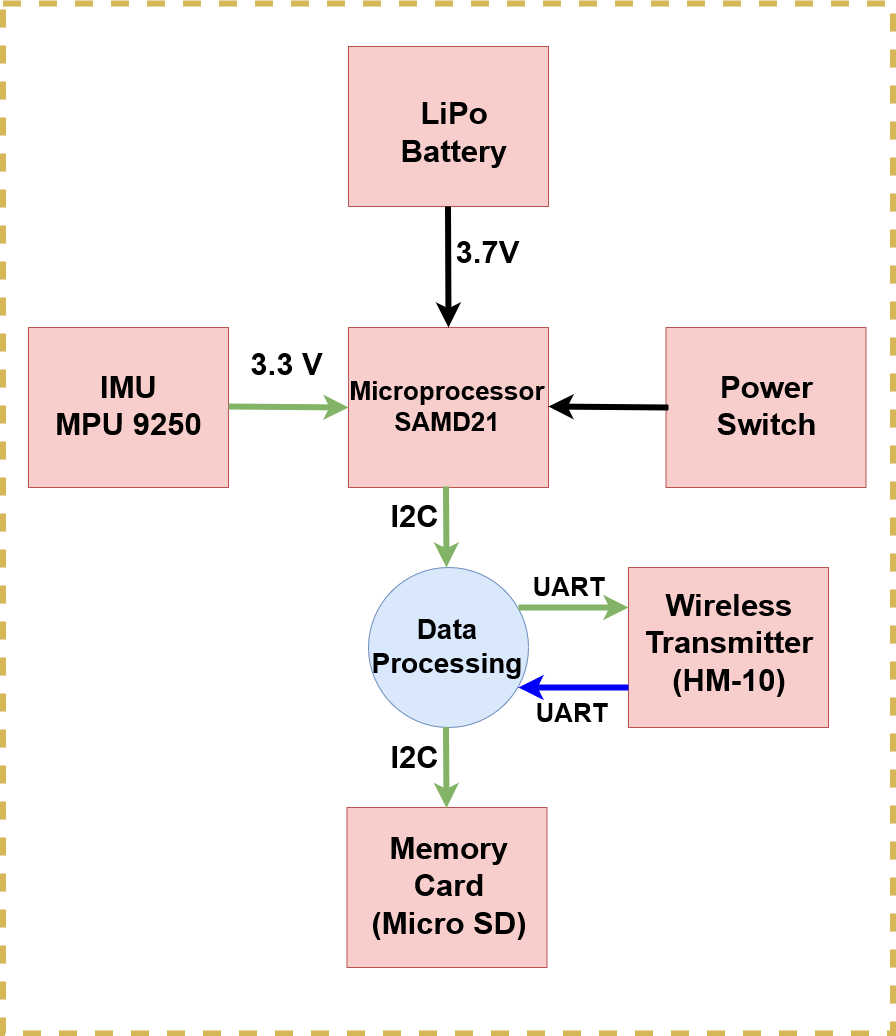 LiPo
Battery
3.7V
IMU
MPU 9250
3.3 V
Microprocessor
SAMD21
Power
Switch
I2C
Data
Processing
UART
UART
Wireless
Transmitter
(HM-10)
I2C
Memory
Card
(Micro SD)